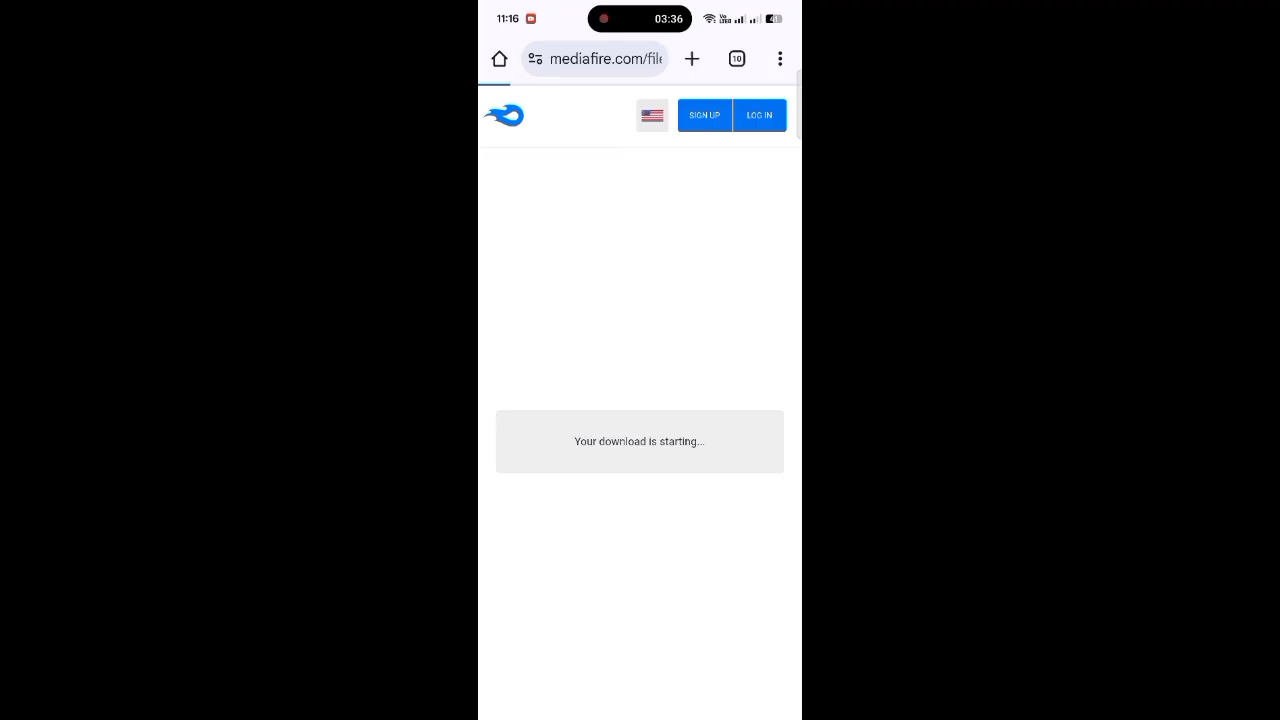 11:16
03:36
mediafire.com/fil
10
SIGN UP
LOG IN
Your download is starting...